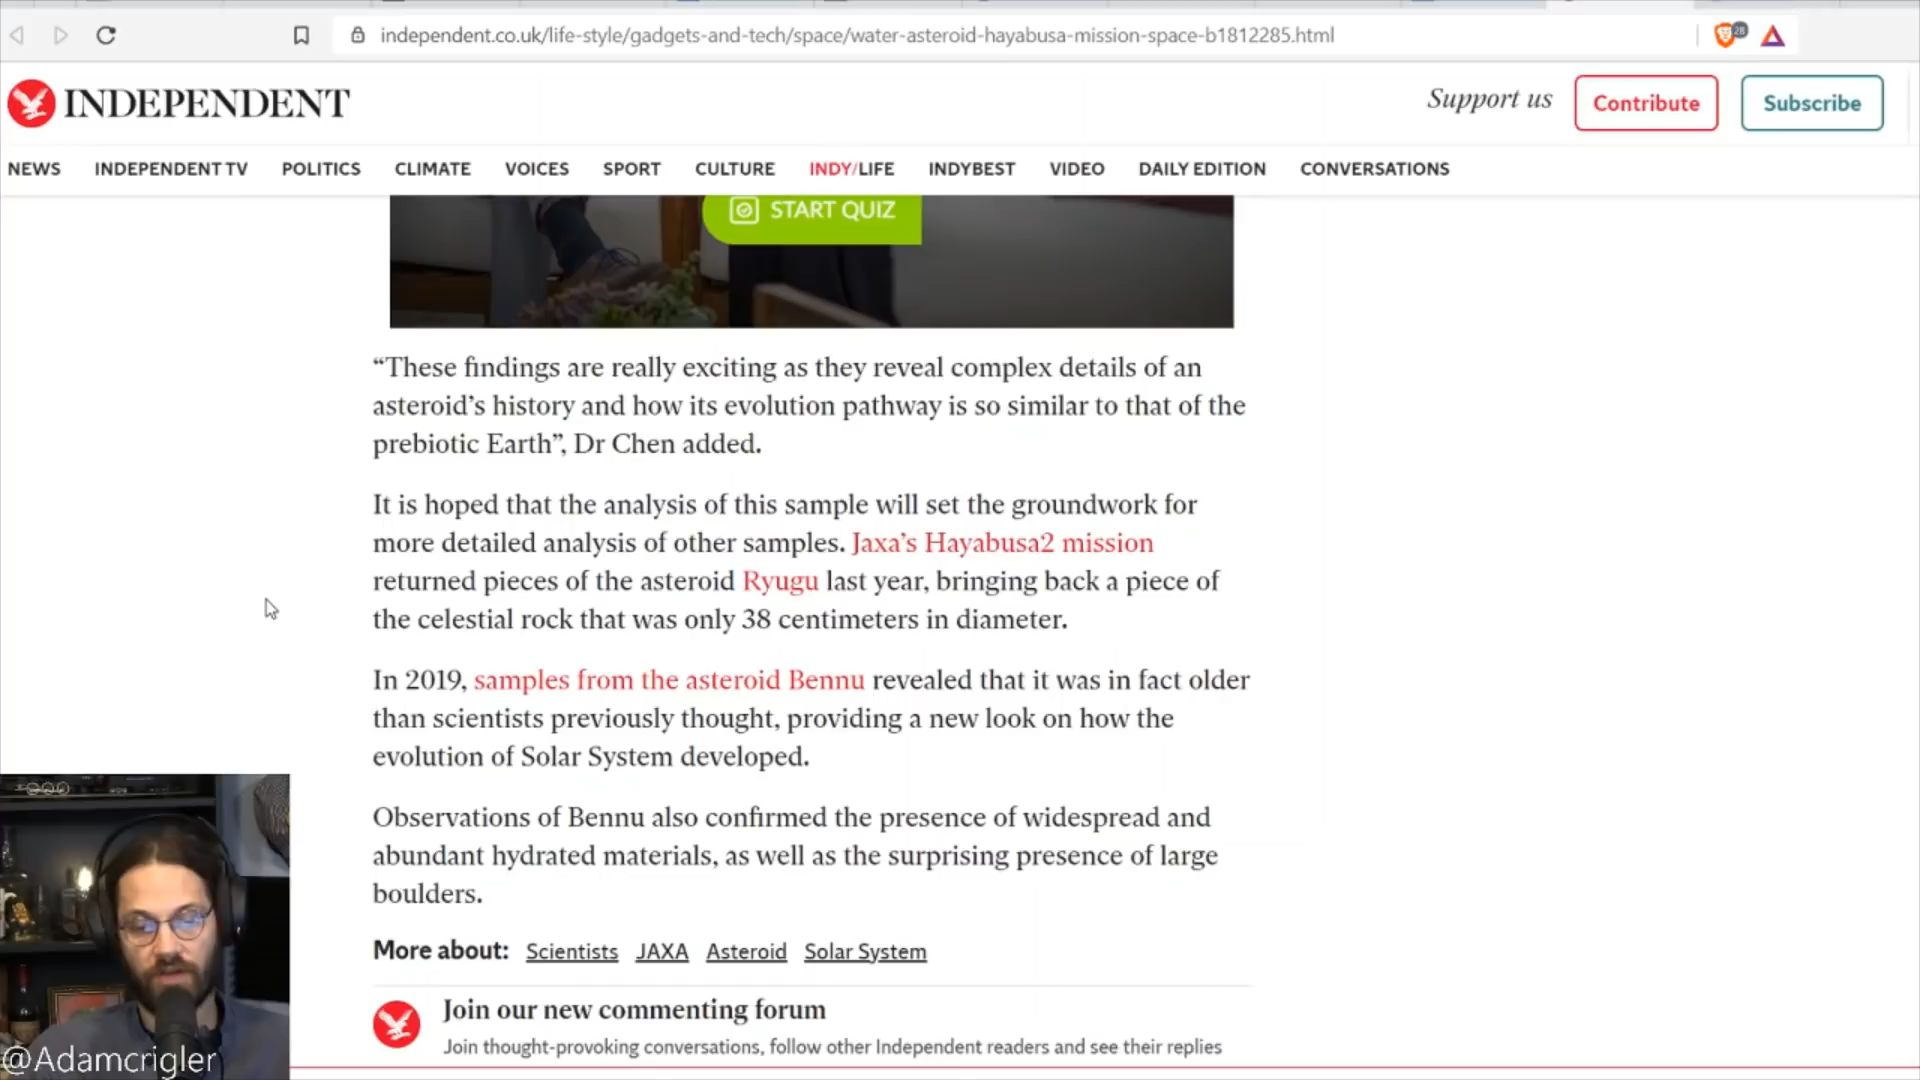 independent.co.uk/life-style/gadgets-and-tech/space/water-asteroid-hayabusa-mission-space-b1812285.html
28
INDEPENDENT
Support us
Contribute
Subscribe
NEWS INDEPENDENT TV POLITICS CLIMATE VOICES SPORT CULTURE INDY/LIFE INDYBEST VIDEO DAILY EDITION CONVERSATIONS
START QUIZ
“These findings are really exciting as they reveal complex details of an
asteroid’s history and how its evolution pathway is so similar to that of the
prebiotic Earth”, Dr Chen added.
It is hoped that the analysis of this sample will set the groundwork for
more detailed analysis of other samples. Jaxa’s Hayabusa2 mission
returned pieces of the asteroid Ryugu last year, bringing back a piece of
the celestial rock that was only 38 centimeters in diameter.
In 2019, samples from the asteroid Bennu revealed that it was in fact older
than scientists previously thought, providing a new look on how the
evolution of Solar System developed.
Observations of Bennu also confirmed the presence of widespread and
abundant hydrated materials, as well as the surprising presence of large
boulders.
More about: Scientists JAXA Asteroid Solar System
Join our new commenting forum
Join thought-provoking conversations, follow other Independent readers and see their replies
@Adamcrigler